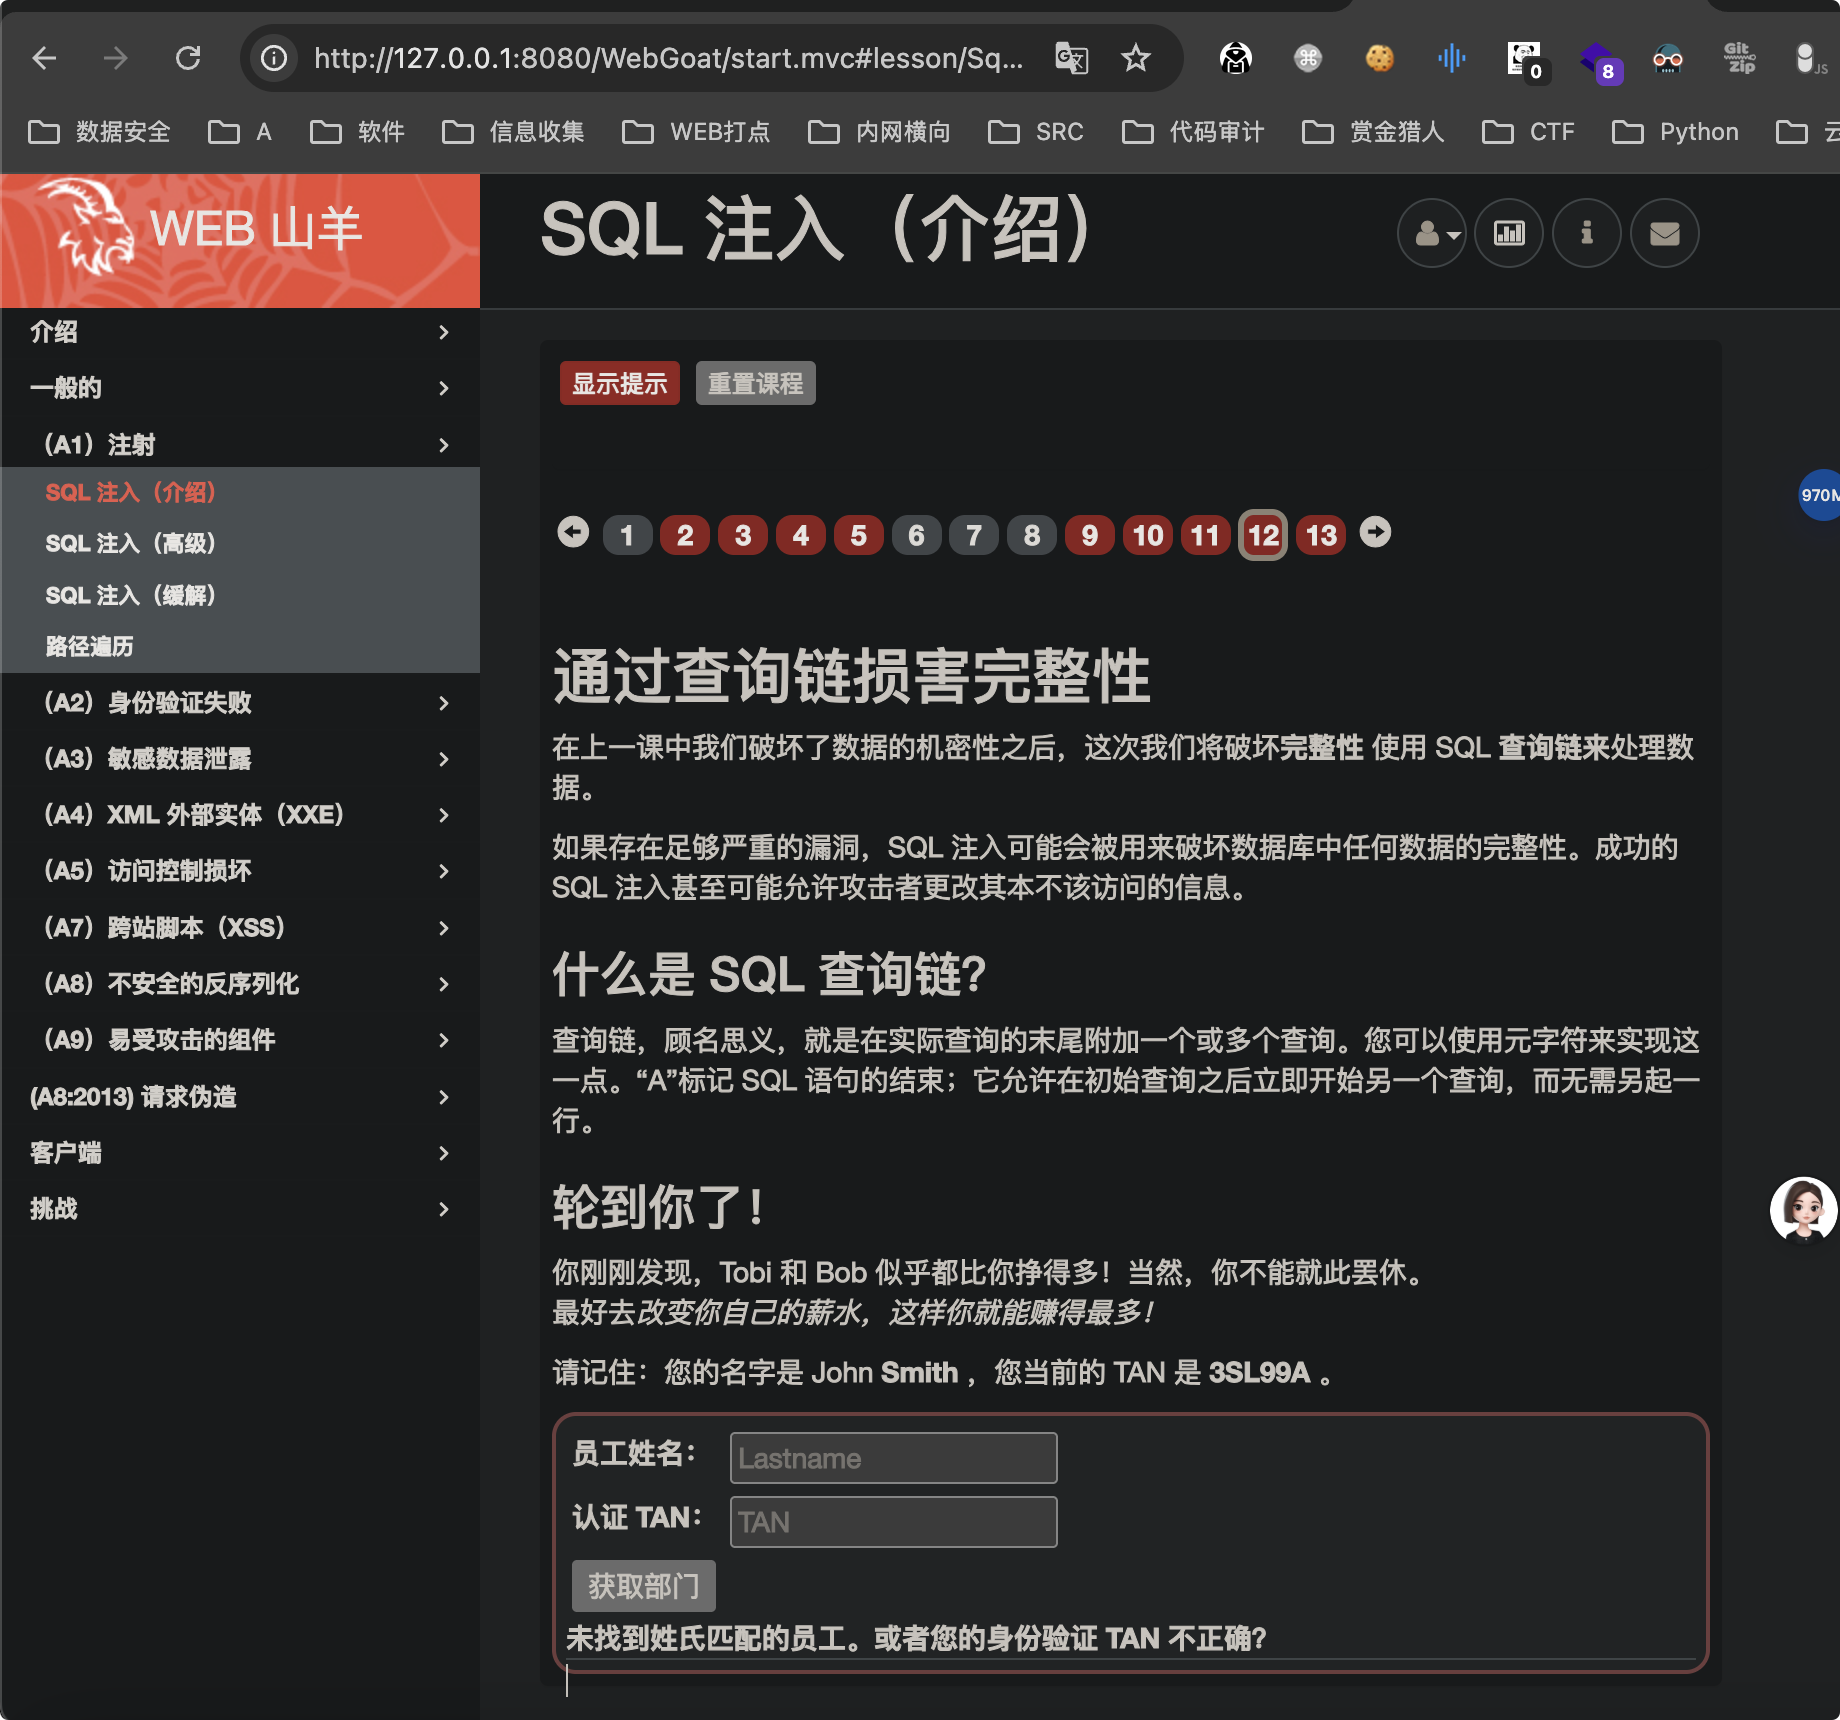 http://127.0.0.1:8080/WebGoat/start.mvc#lesson/Sq...
0
8
Git Zip
JS
数据安全
A
软件
信息收集
WEB打点
内网横向
SRC
代码审计
赏金猎人
CTF
Python
WEB 山羊
SQL 注入（介绍）
介绍
一般的
（A1）注射
SQL 注入（介绍）
SQL 注入（高级）
SQL 注入（缓解）
路径遍历
（A2）身份验证失败
（A3）敏感数据泄露
（A4）XML 外部实体（XXE）
（A5）访问控制损坏
（A7）跨站脚本（XSS）
（A8）不安全的反序列化
（A9）易受攻击的组件
(A8:2013) 请求伪造
客户端
挑战
显示提示 重置课程
970M
1 2 3 4 5 6 7 8 9 10 11 12 13
通过查询链损害完整性
在上一课中我们破坏了数据的机密性之后，这次我们将破坏完整性 使用 SQL 查询链来处理数
据。
如果存在足够严重的漏洞，SQL 注入可能会被用来破坏数据库中任何数据的完整性。成功的
SQL 注入甚至可能允许攻击者更改其本不该访问的信息。
什么是 SQL 查询链？
查询链，顾名思义，就是在实际查询的末尾附加一个或多个查询。您可以使用元字符来实现这
一点。“A”标记 SQL 语句的结束；它允许在初始查询之后立即开始另一个查询，而无需另起一
行。
轮到你了！
你刚刚发现，Tobi 和 Bob 似乎都比你挣得多！当然，你不能就此罢休。
最好去改变你自己的薪水，这样你就能赚得最多！
请记住：您的名字是 John Smith ，您当前的 TAN 是 3SL99A 。
员工姓名： Lastname
认证 TAN： TAN
获取部门
未找到姓氏匹配的员工。或者您的身份验证 TAN 不正确？